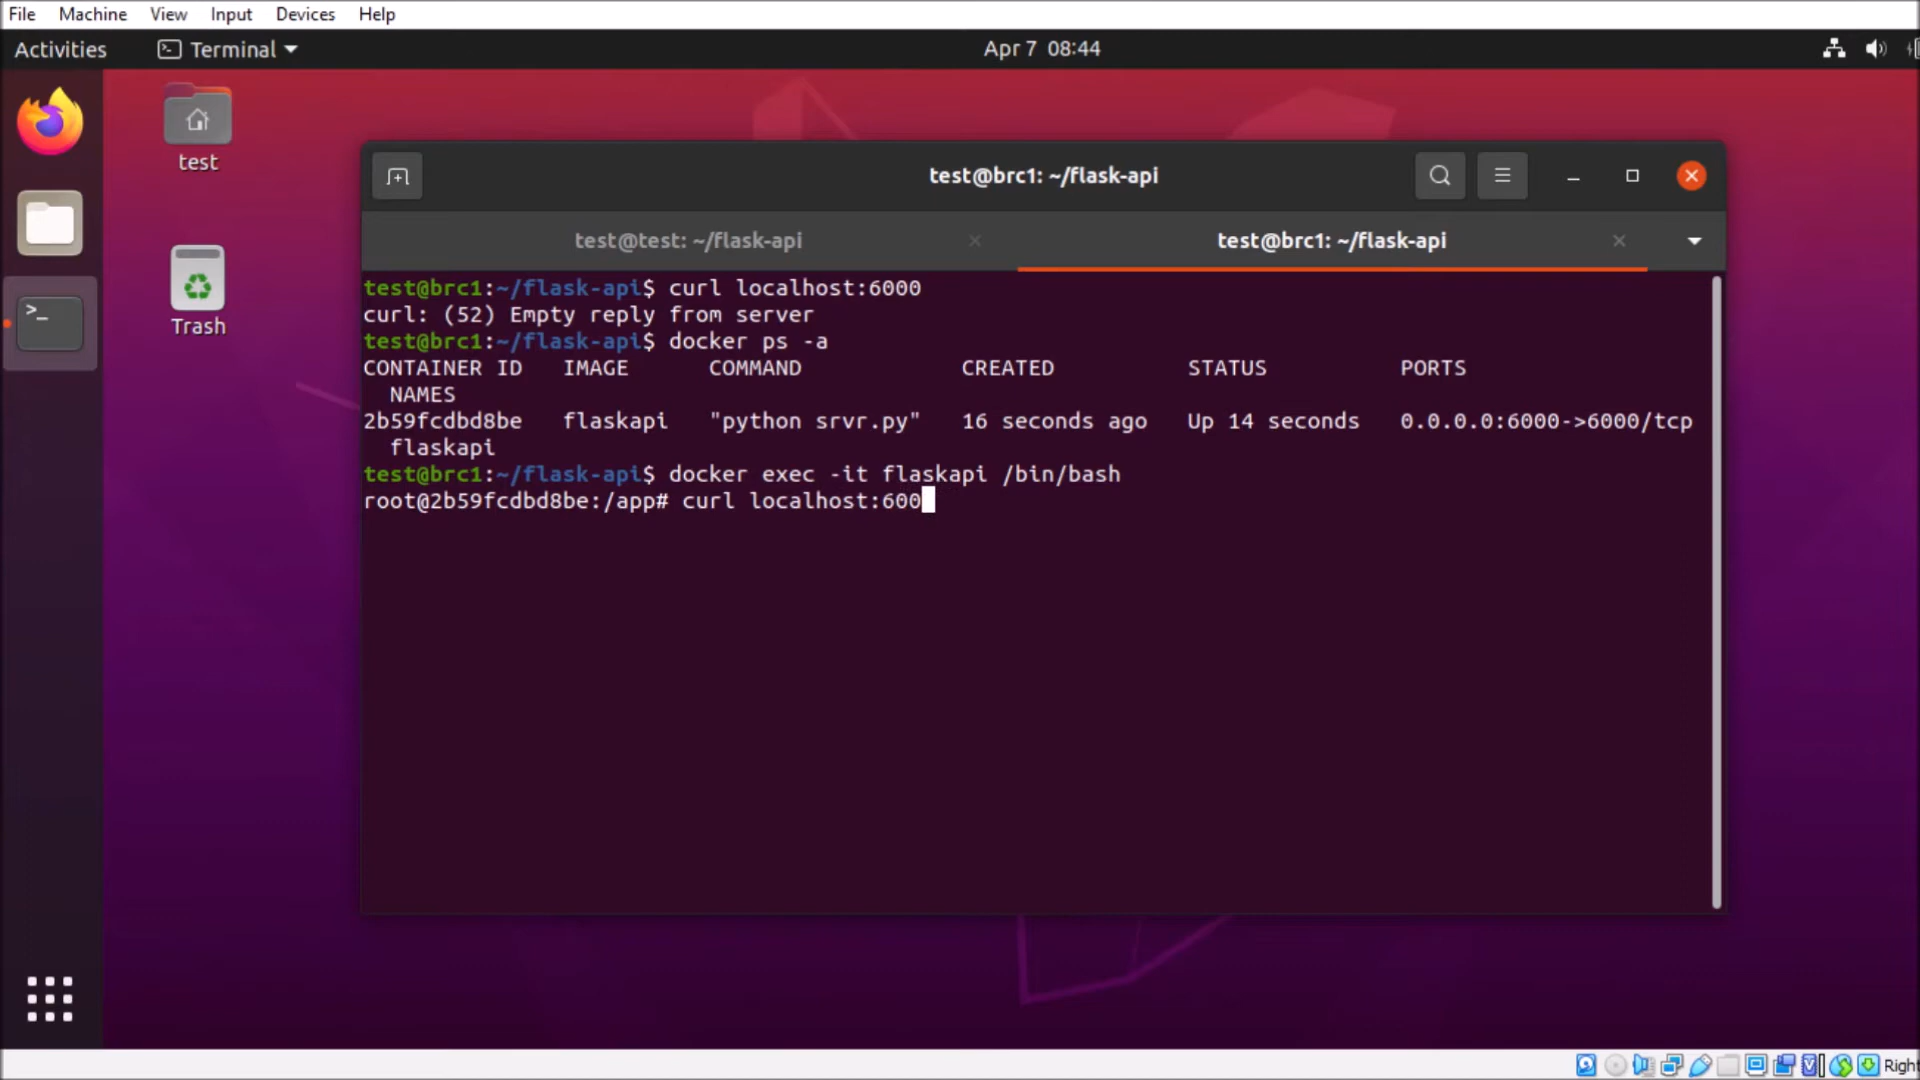 File Machine View Input Devices Help
Activities Terminal Apr 7 08:44
test
Trash
test@brc1: ~/flask-api
test@test: ~/flask-api test@brc1: ~/flask-api
test@brc1:~/flask-api$ curl localhost:6000
curl: (52) Empty reply from server
test@brc1:~/flask-api$ docker ps -a
CONTAINER ID IMAGE COMMAND CREATED STATUS PORTS
NAMES
2b59fcdbd8be flaskapi "python srvr.py" 16 seconds ago Up 14 seconds 0.0.0.0:6000->6000/tcp
flaskapi
test@brc1:~/flask-api$ docker exec -it flaskapi /bin/bash
root@2b59fcdbd8be:/app# curl localhost:600
Right